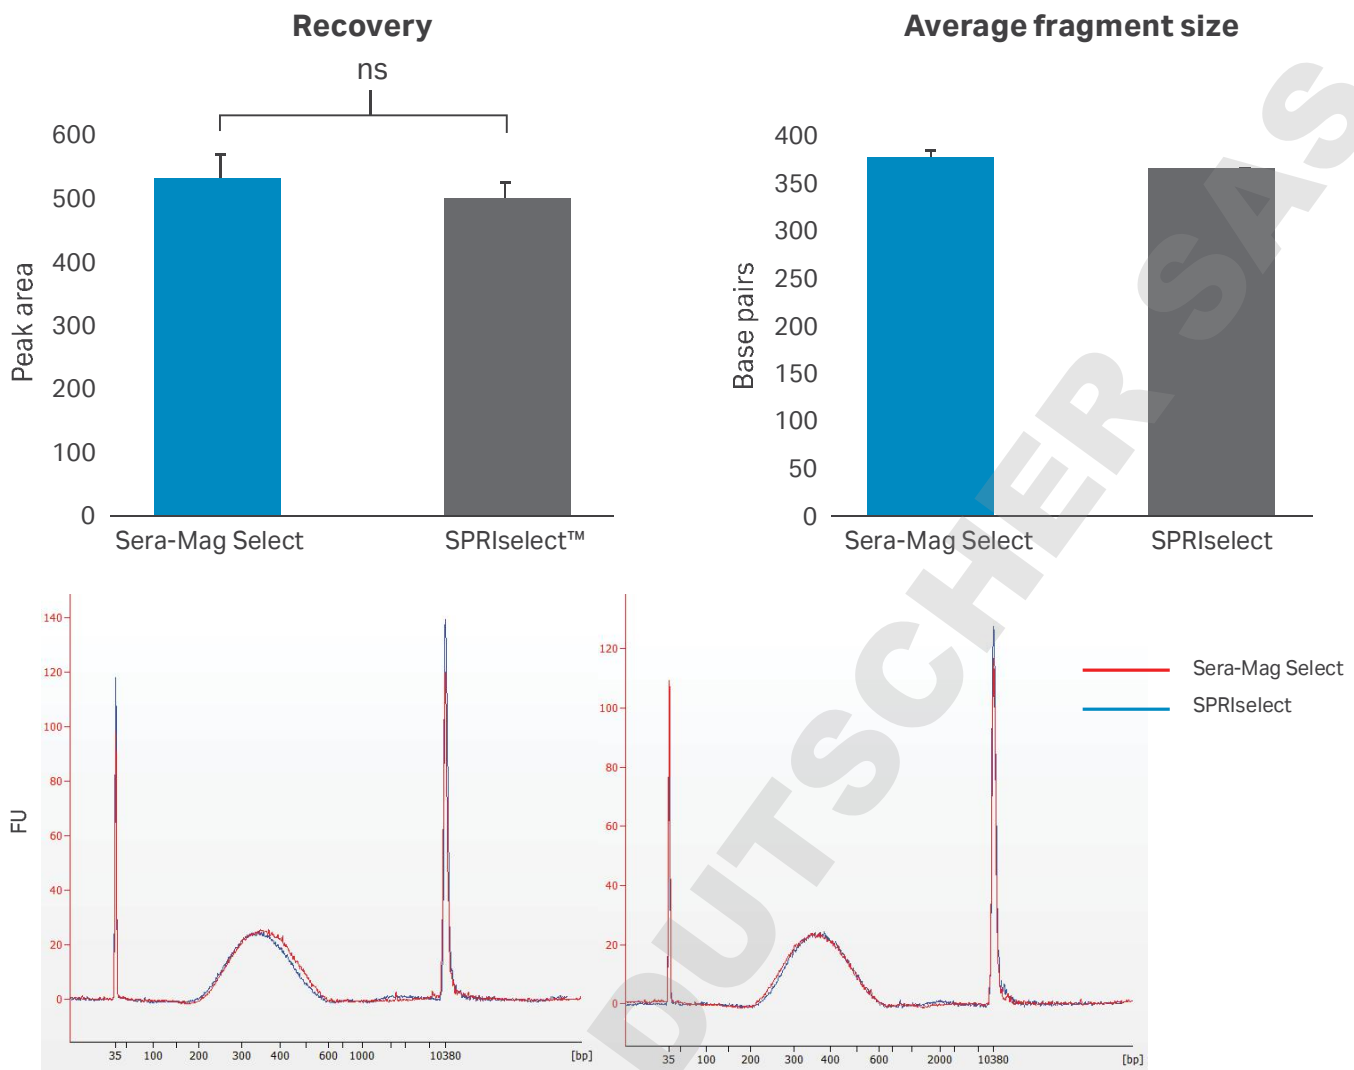 Recovery
ns
600
500
400
300
200
100
0
Peak area
Sera-Mag Select
SPRIselect™
Average fragment size
400
350
300
250
200
150
100
50
0
Base pairs
Sera-Mag Select
SPRIselect
FU
140
120
100
80
60
40
20
0
35 100 200 300 400 600 1000 10380 [bp]
120
100
80
60
40
20
0
35 100 200 300 400 600 2000 10380 [bp]
Sera-Mag Select
SPRIselect
DUTSCHER SAS